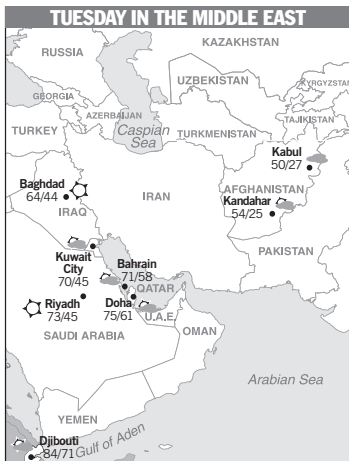 TUESDAY IN THE MIDDLE EAST
KAZAKHSTAN
RUSSIA
UZBEKISTAN
KYRGYZSTAN
GEORGIA
AZERBAIJAN
TAJIKISTAN
TURKEY
Caspian
Sea
TURKMENISTAN
Kabul
50/27
Baghdad
64/44
IRAQ
IRAN
AFGHANISTAN
Kandahar
54/25
PAKISTAN
Kuwait
City
70/45
Bahrain
71/58
QATAR
Riyadh
73/45
Doha
75/61
U.A.E.
SAUDI ARABIA
OMAN
Arabian Sea
YEMEN
Djibouti
84/71
Gulf of Aden